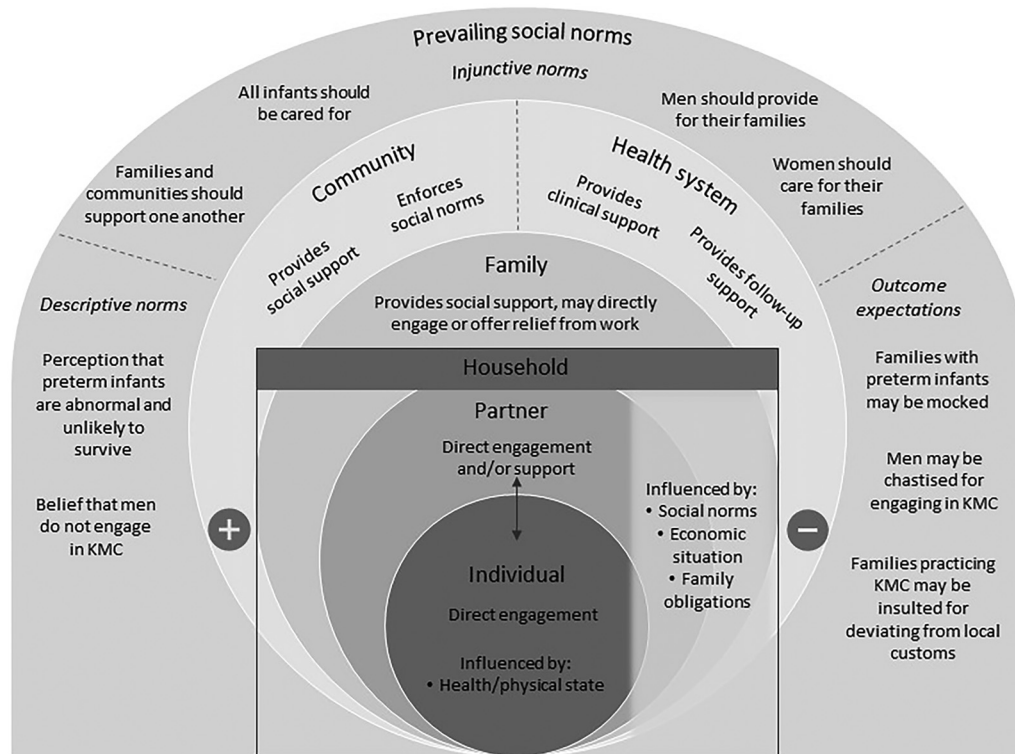 Prevailing social norms
Injunctive norms
All infants should
be cared for
Families and
communities should
support one another
Men should provide
for their families
Women should
care for their
families
Community
Enforces
social norms
Provides
social support
Health system
Provides
clinical support
Provides follow-up
support
Descriptive norms
Perception that
preterm infants
are abnormal and
unlikely to
survive
Belief that men
do not engage
in KMC
Outcome
expectations
Families with
preterm infants
may be mocked
Men may be
chastised for
engaging in KMC
Families practicing
KMC may be
insulted for
deviating from local
customs
Family
Provides social support, may directly
engage or offer relief from work
Household
Partner
Direct engagement
and/or support
Influenced by:
• Social norms
• Economic
situation
• Family
obligations
+
−
Individual
Direct engagement
Influenced by:
• Health/physical state